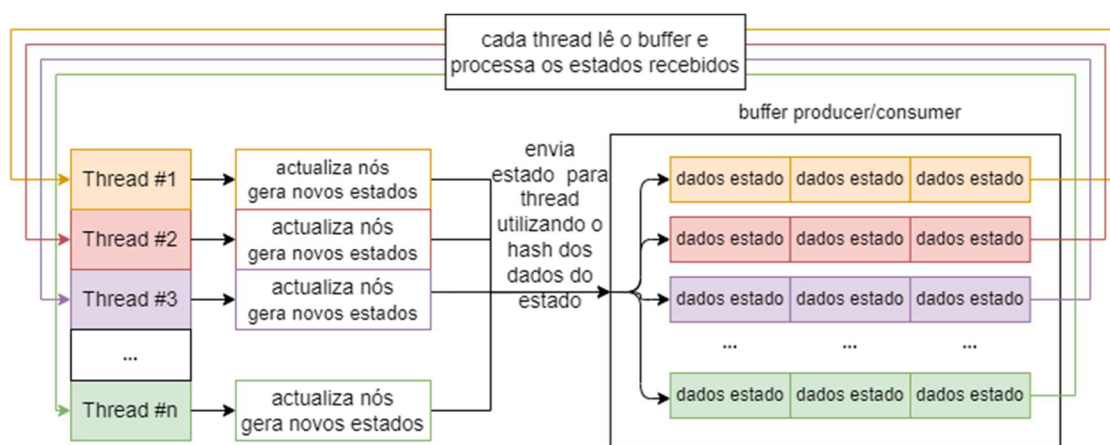 cada thread lê o buffer e
processa os estados recebidos
buffer producer/consumer
Thread #1
actualiza nós
gera novos estados
envia
estado para
thread
utilizando o
hash dos
dados do
estado
dados estado dados estado dados estado
Thread #2
actualiza nós
gera novos estados
dados estado dados estado dados estado
Thread #3
actualiza nós
gera novos estados
dados estado dados estado dados estado
...
... ... ...
Thread #n
actualiza nós
gera novos estados
dados estado dados estado dados estado